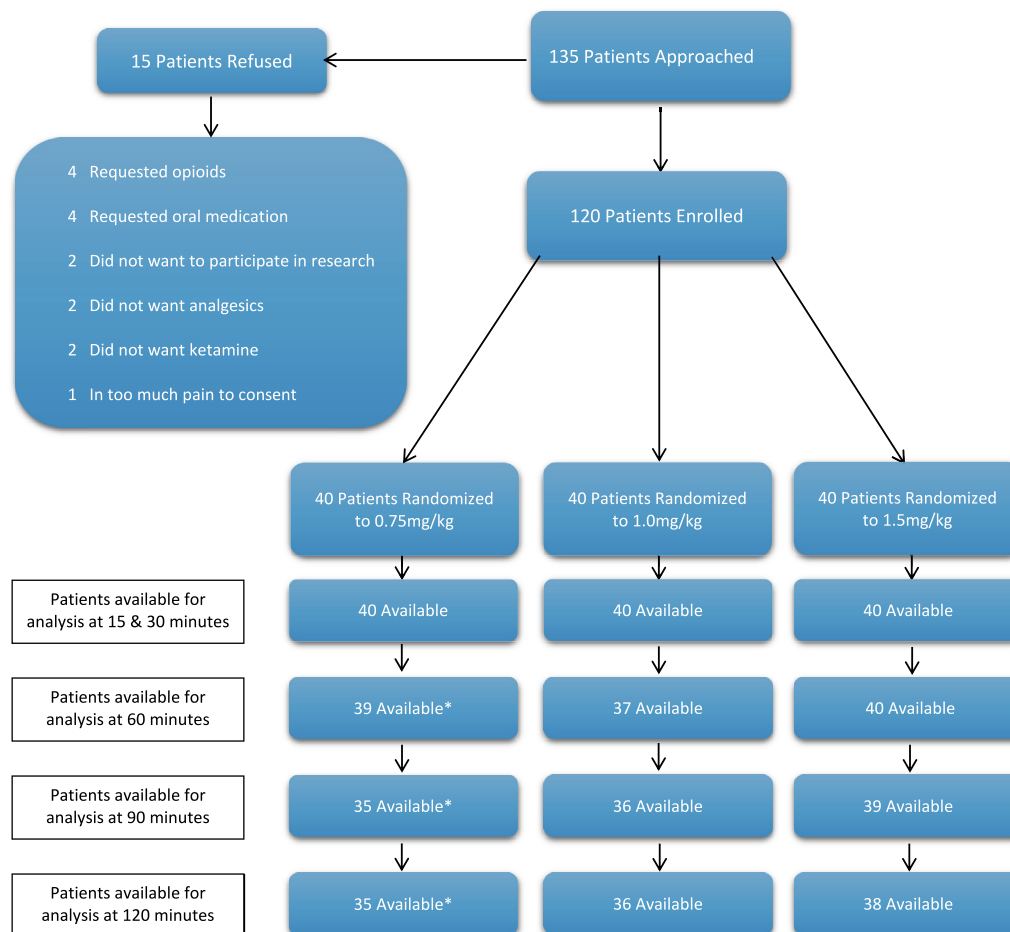 15 Patients Refused
135 Patients Approached
4 Requested opioids
4 Requested oral medication
2 Did not want to participate in research
2 Did not want analgesics
2 Did not want ketamine
1 In too much pain to consent
120 Patients Enrolled
40 Patients Randomized
to 0.75mg/kg
40 Patients Randomized
to 1.0mg/kg
40 Patients Randomized
to 1.5mg/kg
Patients available for
analysis at 15 & 30 minutes
40 Available
40 Available
40 Available
Patients available for
analysis at 60 minutes
39 Available*
37 Available
40 Available
Patients available for
analysis at 90 minutes
35 Available*
36 Available
39 Available
Patients available for
analysis at 120 minutes
35 Available*
36 Available
38 Available